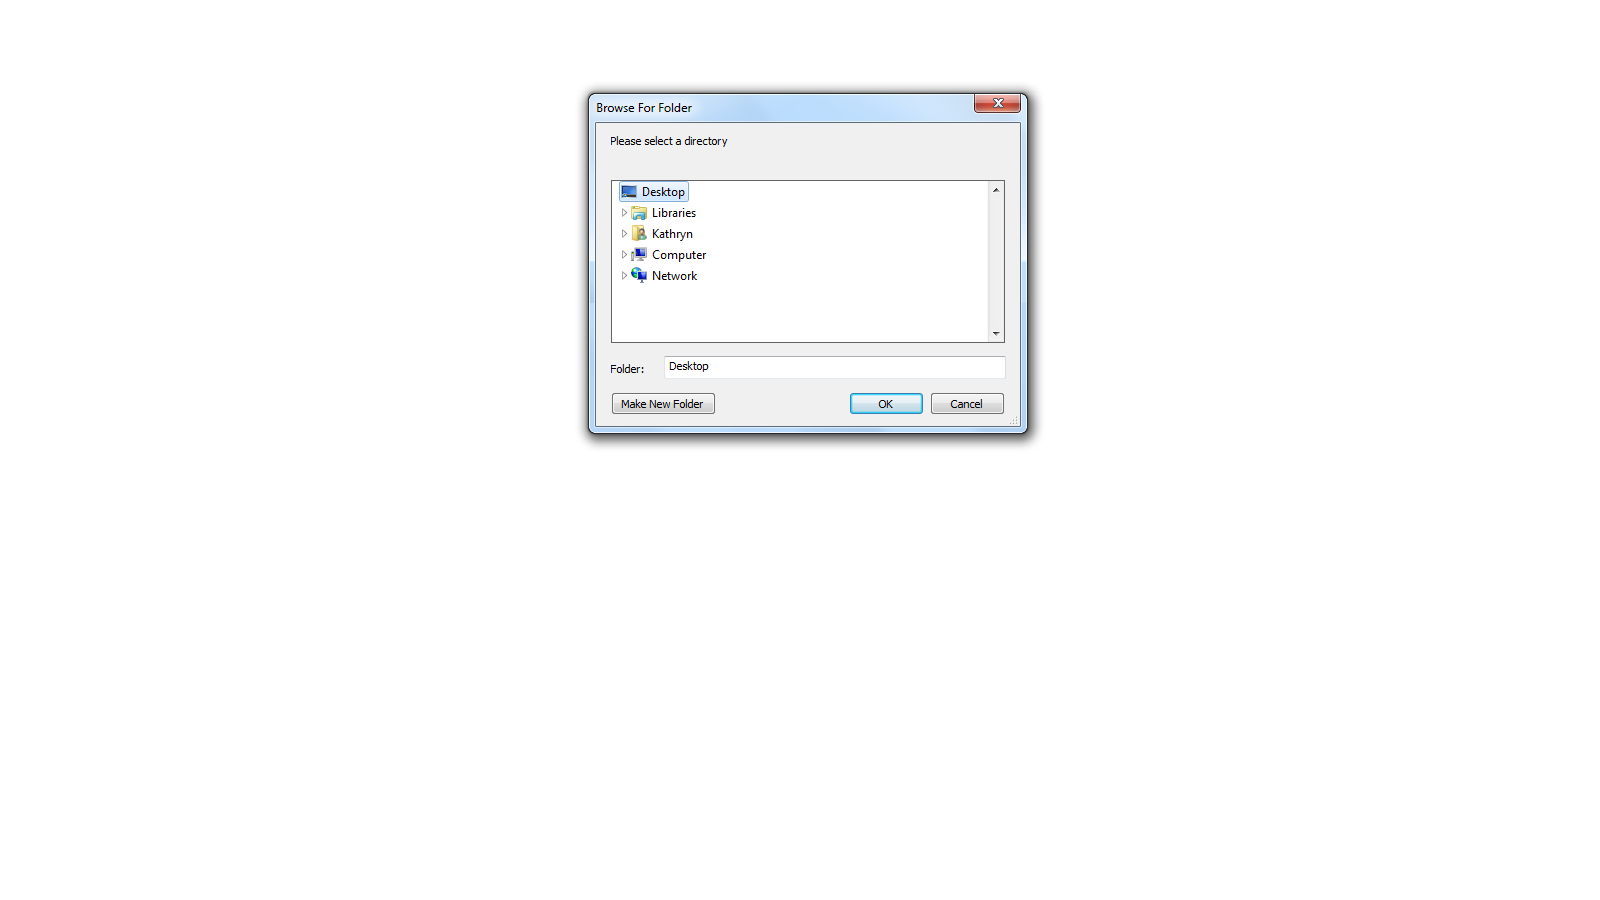 Browse For Folder
Please select a directory
Desktop
Libraries
Kathryn
Computer
Network
Folder: Desktop
Make New Folder OK Cancel